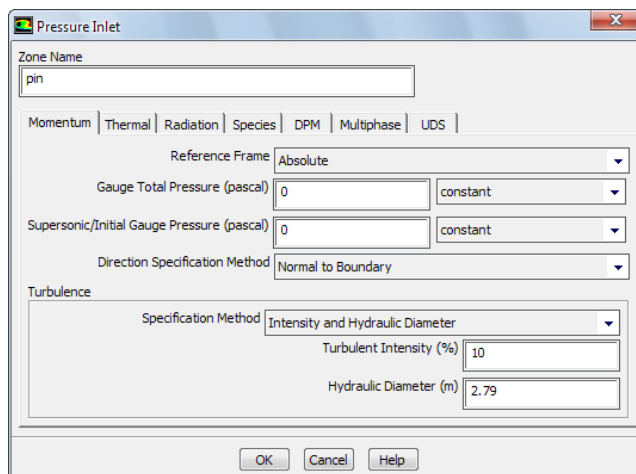 Pressure Inlet
Zone Name
pin
Momentum Thermal Radiation Species DPM Multiphase UDS
Reference Frame Absolute
Gauge Total Pressure (pascal) 0 constant
Supersonic/Initial Gauge Pressure (pascal) 0 constant
Direction Specification Method Normal to Boundary
Turbulence
Specification Method Intensity and Hydraulic Diameter
Turbulent Intensity (%) 10
Hydraulic Diameter (m) 2.79
OK Cancel Help